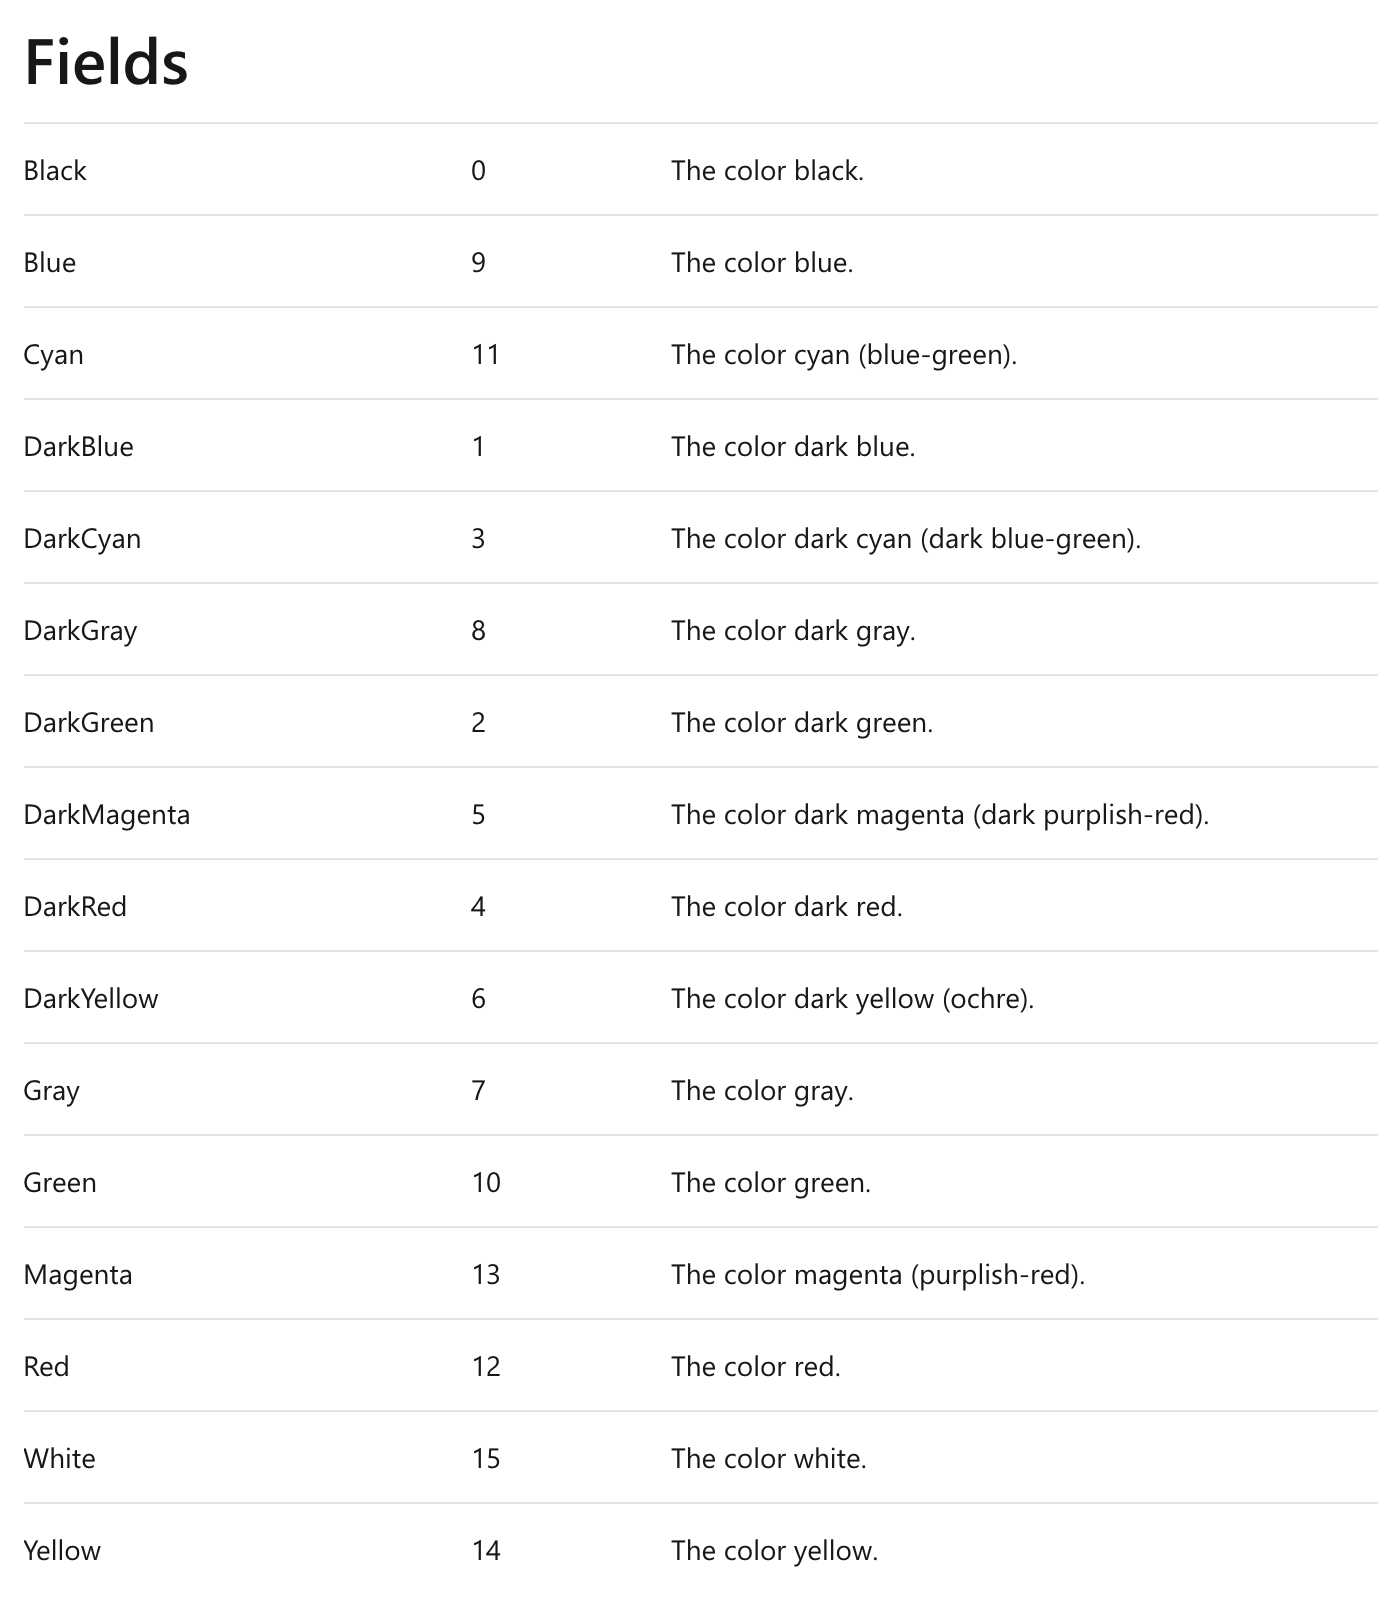 Fields
Black 0 The color black.
Blue 9 The color blue.
Cyan 11 The color cyan (blue-green).
DarkBlue 1 The color dark blue.
DarkCyan 3 The color dark cyan (dark blue-green).
DarkGray 8 The color dark gray.
DarkGreen 2 The color dark green.
DarkMagenta 5 The color dark magenta (dark purplish-red).
DarkRed 4 The color dark red.
DarkYellow 6 The color dark yellow (ochre).
Gray 7 The color gray.
Green 10 The color green.
Magenta 13 The color magenta (purplish-red).
Red 12 The color red.
White 15 The color white.
Yellow 14 The color yellow.